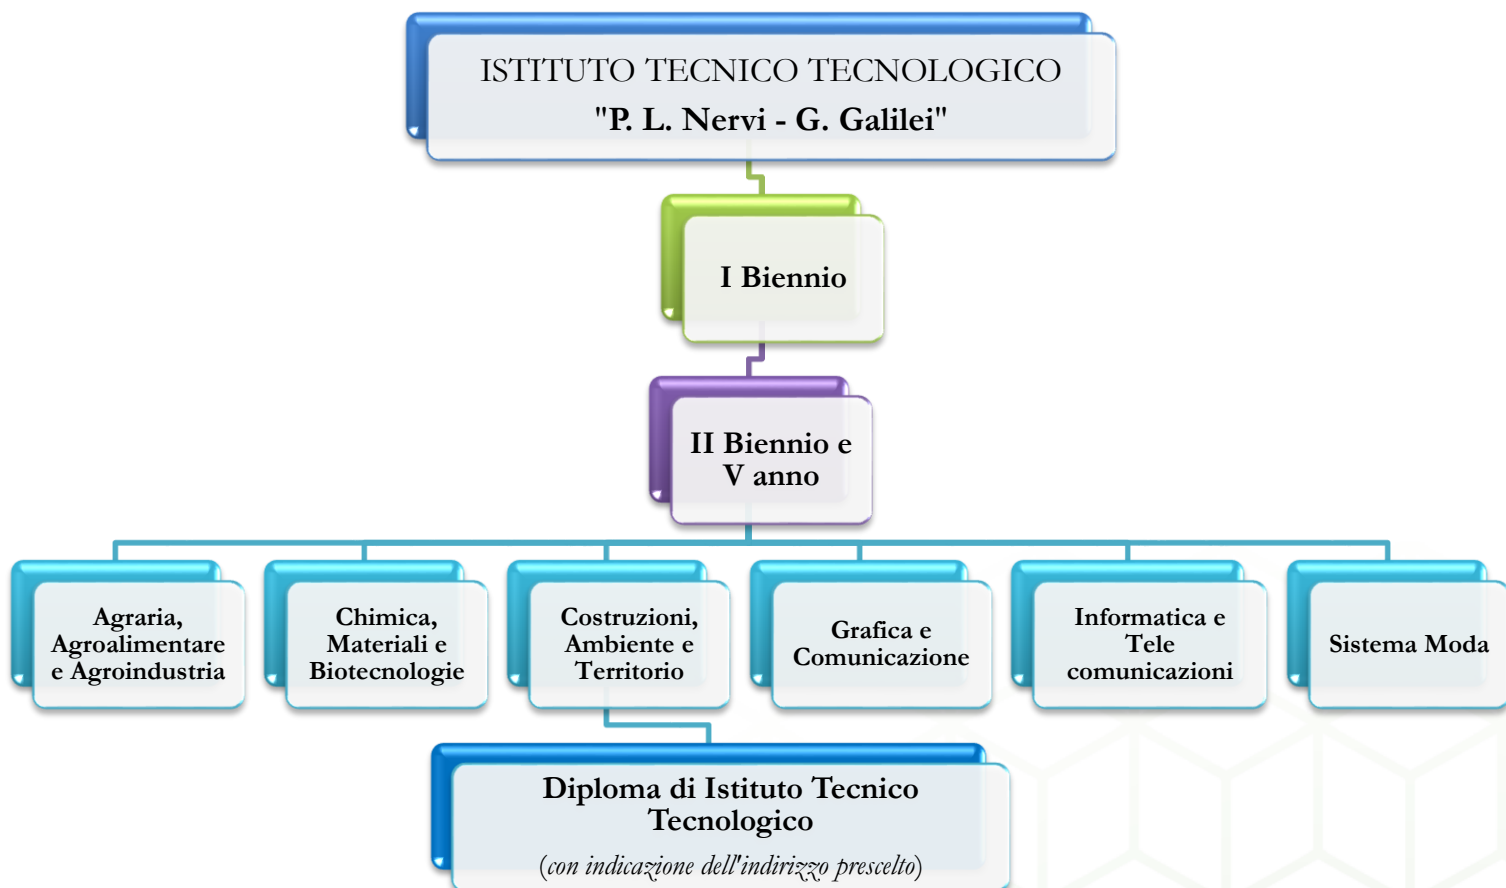 ISTITUTO TECNICO TECNOLOGICO
"P. L. Nervi - G. Galilei"
I Biennio
II Biennio e
V anno
Agraria,
Agroalimentare
e Agroindustria
Chimica,
Materiali e
Biotecnologie
Costruzioni,
Ambiente e
Territorio
Grafica e
Comunicazione
Informatica e
Tele
comunicazioni
Sistema Moda
Diploma di Istituto Tecnico
Tecnologico
(con indicazione dell'indirizzo prescelto)